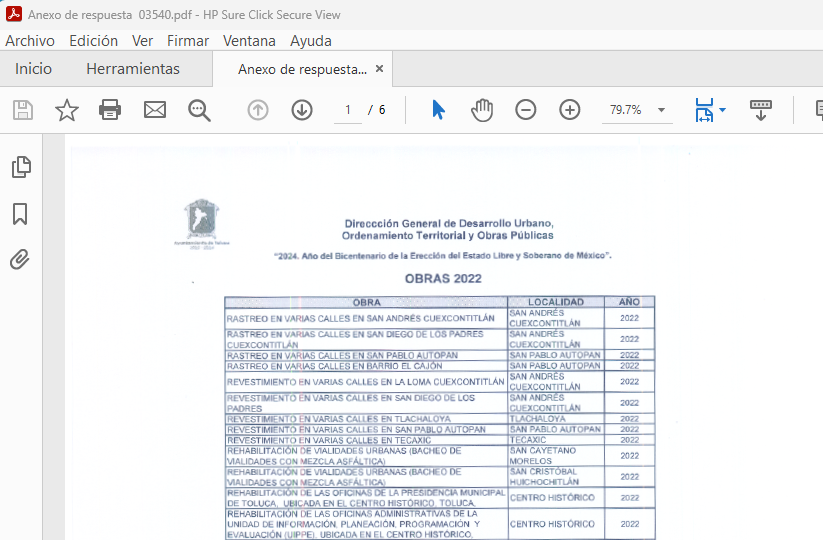 Anexo de respuesta 03540.pdf - HP Sure Click Secure View
Archivo Edición Ver Firmar Ventana Ayuda
Inicio Herramientas Anexo de respuesta... ×
1 / 6 79.7%
Ayuntamiento de Toluca
Direccción General de Desarrollo Urbano,
Ordenamiento Territorial y Obras Públicas
"2024. Año del Bicentenario de la Erección del Estado Libre y Soberano de México".
OBRAS 2022
OBRA LOCALIDAD AÑO
RASTREO EN VARIAS CALLES EN SAN ANDRÉS CUEXCONTITLÁN SAN ANDRÉS CUEXCONTITLÁN 2022
RASTREO EN VARIAS CALLES EN SAN DIEGO DE LOS PADRES
CUEXCONTITLÁN SAN ANDRÉS CUEXCONTITLÁN 2022
RASTREO EN VARIAS CALLES EN SAN PABLO AUTOPAN SAN PABLO AUTOPAN 2022
RASTREO EN VARIAS CALLES EN BARRIO EL CAJÓN SAN PABLO AUTOPAN 2022
REVESTIMIENTO EN VARIAS CALLES EN LA LOMA CUEXCONTITLÁN SAN ANDRÉS CUEXCONTITLÁN 2022
REVESTIMIENTO EN VARIAS CALLES EN SAN DIEGO DE LOS
PADRES SAN ANDRÉS CUEXCONTITLÁN 2022
REVESTIMIENTO EN VARIAS CALLES EN TLACHALOYA TLACHALOYA 2022
REVESTIMIENTO EN VARIAS CALLES EN SAN PABLO AUTOPAN SAN PABLO AUTOPAN 2022
REVESTIMIENTO EN VARIAS CALLES EN TECAXIC TECAXIC 2022
REHABILITACIÓN DE VIALIDADES URBANAS (BACHEO DE
VIALIDADES CON MEZCLA ASFÁLTICA) SAN CAYETANO MORELOS 2022
REHABILITACIÓN DE VIALIDADES URBANAS (BACHEO DE
VIALIDADES CON MEZCLA ASFÁLTICA) SAN CRISTÓBAL HUICHOCHITLÁN 2022
REHABILITACIÓN DE LAS OFICINAS DE LA PRESIDENCIA MUNICIPAL
DE TOLUCA, UBICADA EN EL CENTRO HISTÓRICO, TOLUCA. CENTRO HISTÓRICO 2022
REHABILITACIÓN DE LAS OFICINAS ADMINISTRATIVAS DE LA
UNIDAD DE INFORMACIÓN, PLANEACIÓN, PROGRAMACIÓN Y
EVALUACIÓN (UIPPE), UBICADA EN EL CENTRO HISTÓRICO, CENTRO HISTÓRICO 2022